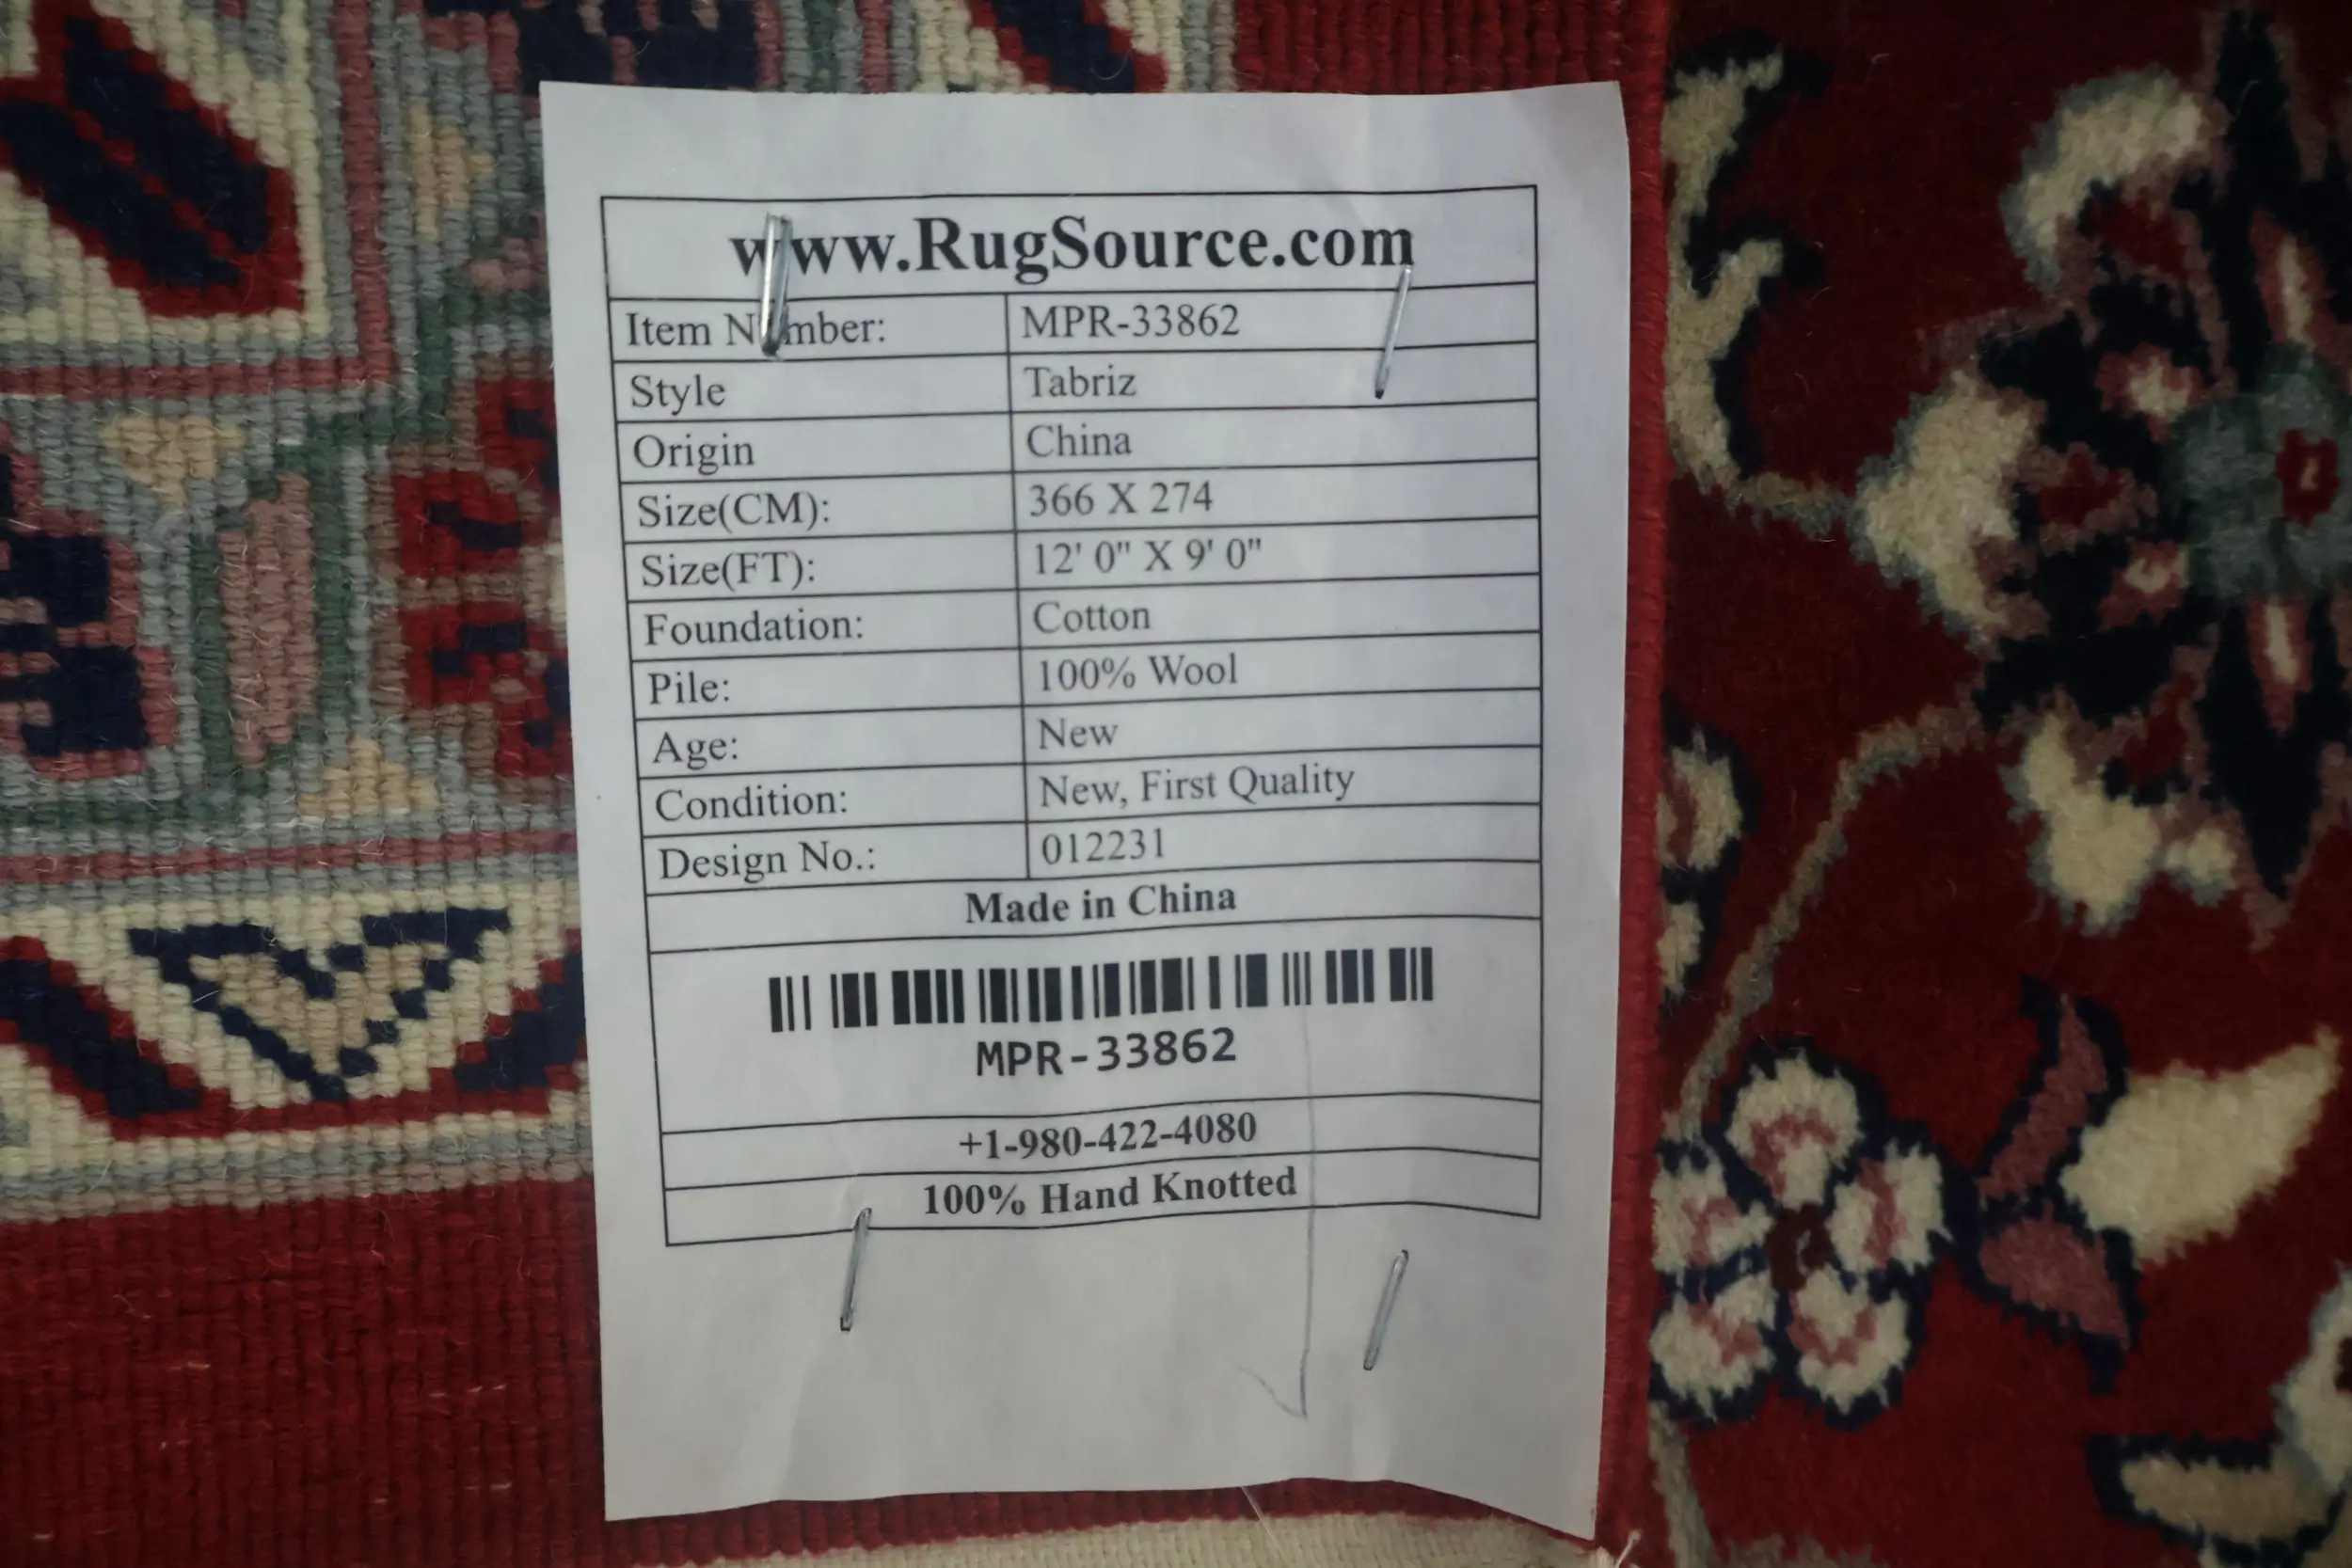 www.RugSource.com
Item Number: MPR-33862
Style Tabriz
Origin China
Size(CM): 366 X 274
Size(FT): 12' 0" X 9' 0"
Foundation: Cotton
Pile: 100% Wool
Age: New
Condition: New, First Quality
Design No.: 012231
Made in China
MPR-33862
+1-980-422-4080
100% Hand Knotted